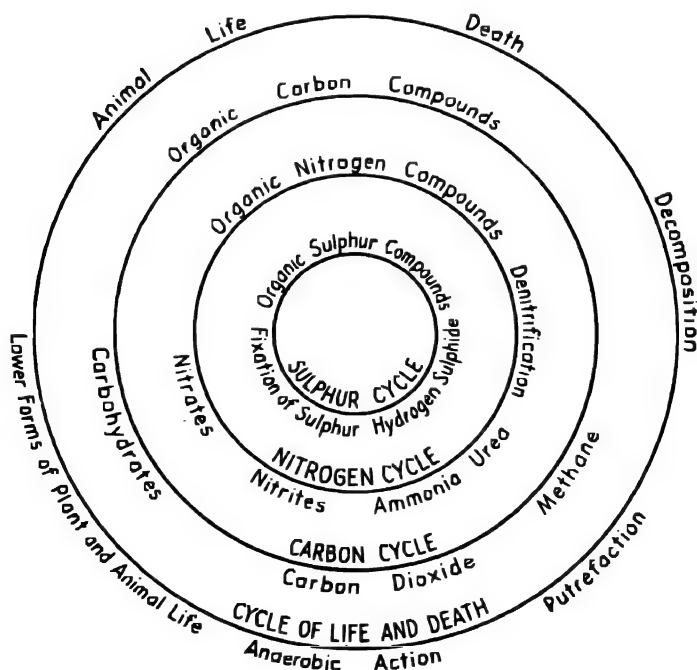 Animal Life Death
Decomposition
Putrefaction
Anaerobic Action
Lower Forms of Plant and Animal Life
CYCLE OF LIFE AND DEATH
Organic Carbon Compounds
Methane
Carbon Dioxide
Carbohydrates
CARBON CYCLE
Organic Nitrogen Compounds
Denitrification
Ammonia Urea
Nitrites
Nitrates
NITROGEN CYCLE
Organic Sulphur Compounds
Hydrogen Sulphide
Fixation of Sulphur
SULPHUR CYCLE